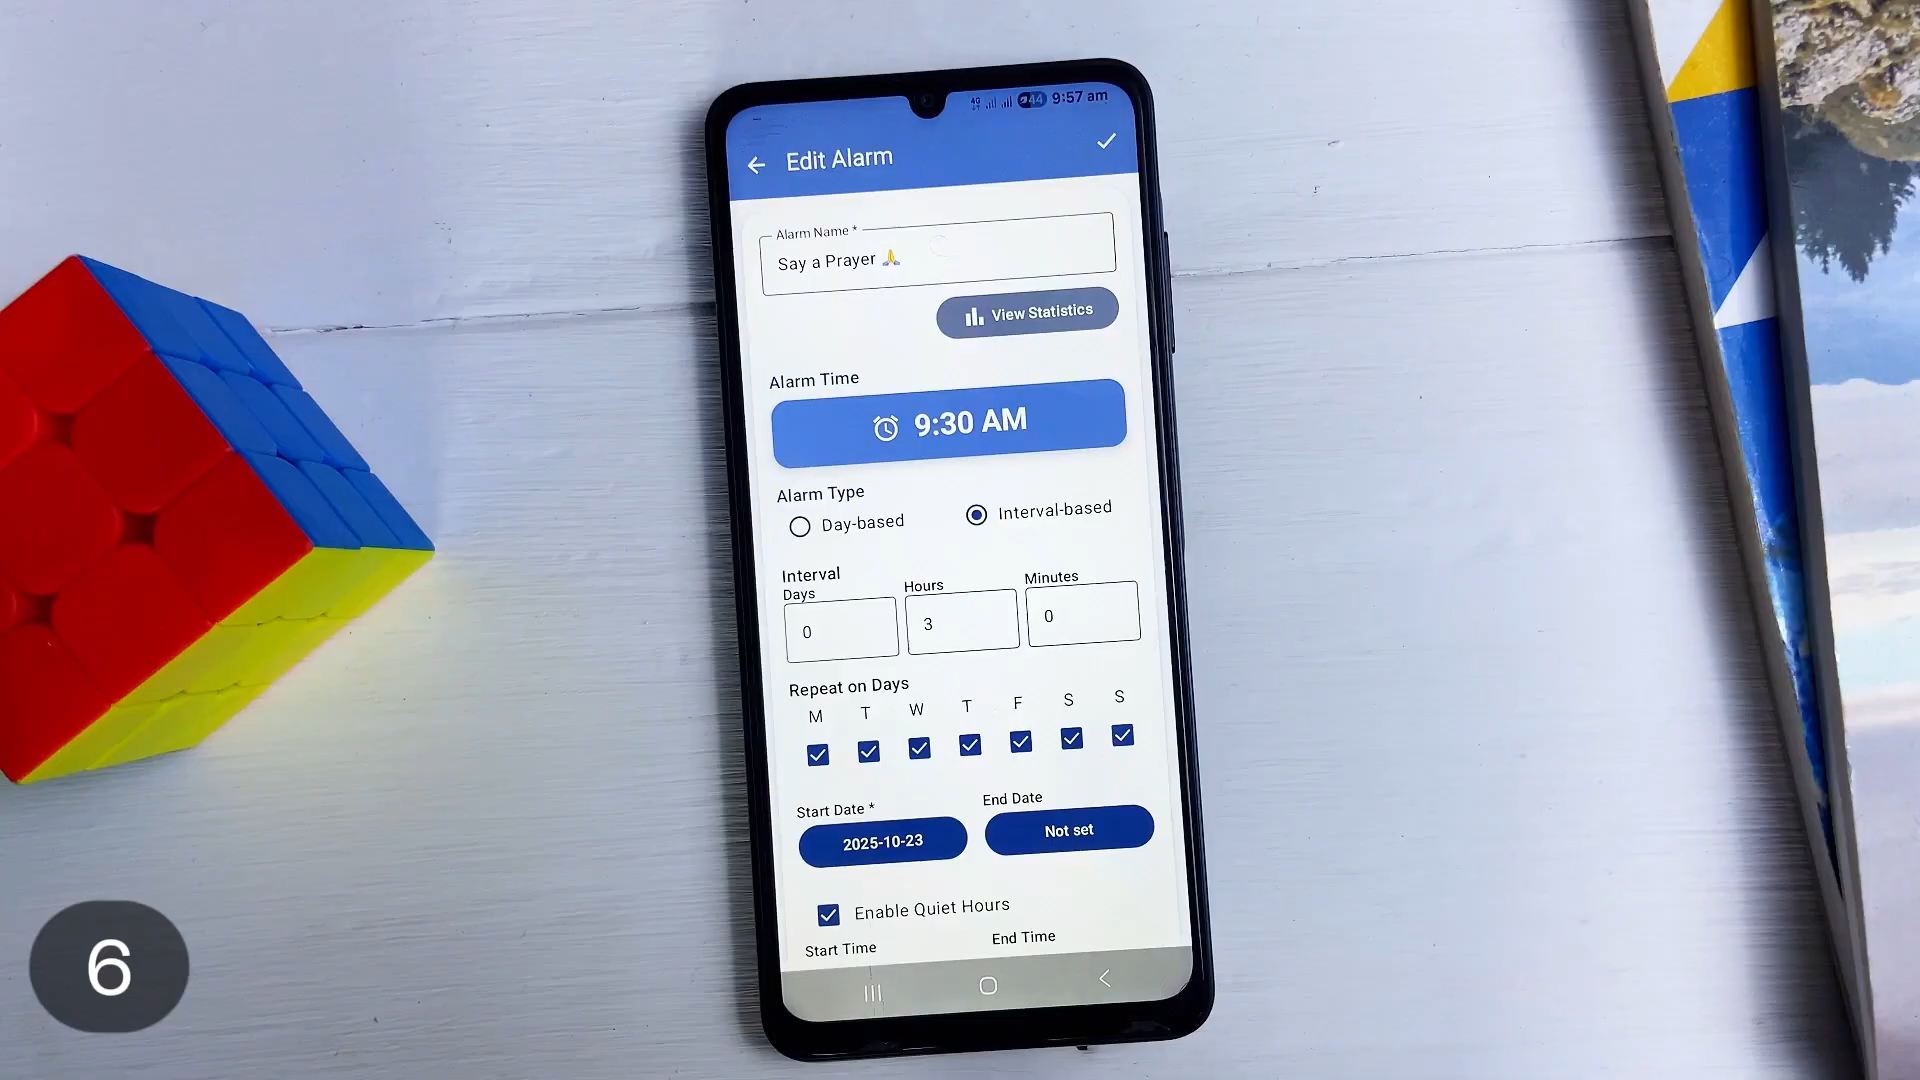 4G 44 9:57 am
Edit Alarm
Alarm Name *
Say a Prayer 🙏
View Statistics
Alarm Time
9:30 AM
Alarm Type
Day-based Interval-based
Interval
Days Hours Minutes
0 3 0
Repeat on Days
M T W T F S S
Start Date * End Date
2025-10-23 Not set
Enable Quiet Hours
Start Time End Time
6